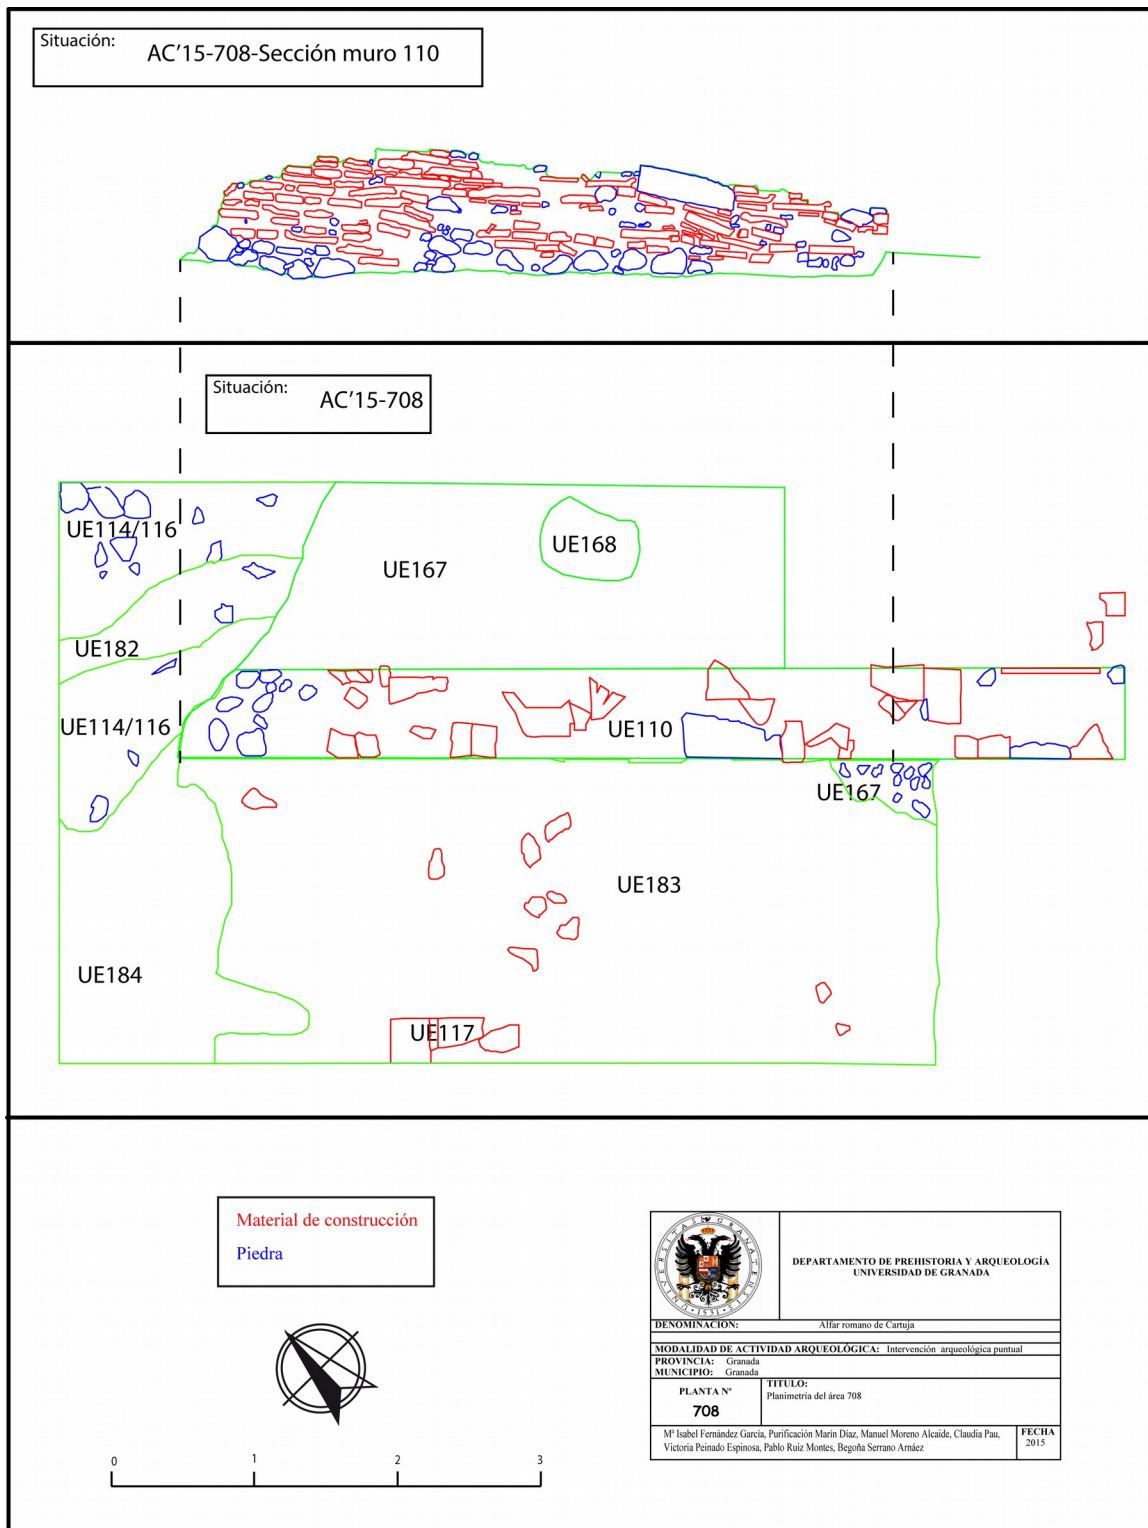 Situación:
AC'15-708-Sección muro 110
Situación:
AC'15-708
UE114/116
UE168
UE167
UE182
UE114/116
UE110
UE167
UE183
UE184
UE117
Material de construcción
Piedra
0 1 2 3
UNIVERSITAS GRANATENSIS
1531
DEPARTAMENTO DE PREHISTORIA Y ARQUEOLOGÍA
UNIVERSIDAD DE GRANADA
DENOMINACIÓN: Alfar romano de Cartuja
MODALIDAD DE ACTIVIDAD ARQUEOLÓGICA: Intervención arqueológica puntual
PROVINCIA: Granada
MUNICIPIO: Granada
PLANTA Nº
708
TITULO:
Planimetría del área 708
Mª Isabel Fernández García, Purificación Marín Díaz, Manuel Moreno Alcaide, Claudia Pau,
Victoria Peinado Espinosa, Pablo Ruiz Montes, Begoña Serrano Arnáez
FECHA
2015